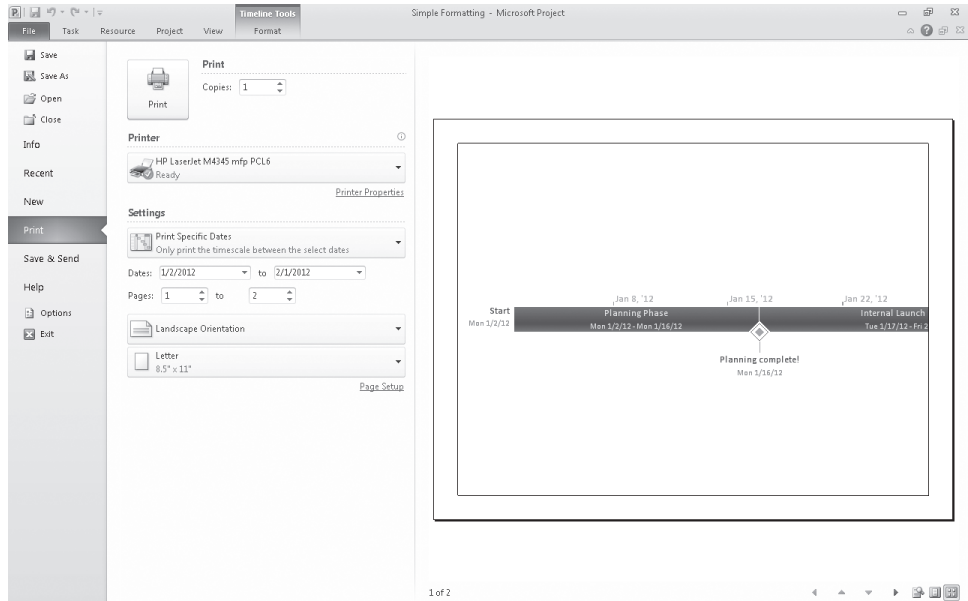 Timeline Tools
Simple Formatting - Microsoft Project
File Task Resource Project View Format
Save
Save As
Open
Close
Info
Recent
New
Print
Save & Send
Help
Options
Exit
Print
Print
Copies: 1
Printer
HP LaserJet M4345 mfp PCL6
Ready
Printer Properties
Settings
Print Specific Dates
Only print the timescale between the select dates
Dates: 1/2/2012 to 2/1/2012
Pages: 1 to 2
Landscape Orientation
Letter
8.5" x 11"
Page Setup
Jan 8, '12 Jan 15, '12 Jan 22, '12
Start
Mon 1/2/12
Planning Phase
Mon 1/2/12 - Mon 1/16/12
Internal Launch
Tue 1/17/12 - Fri 2
Planning complete!
Mon 1/16/12
1 of 2